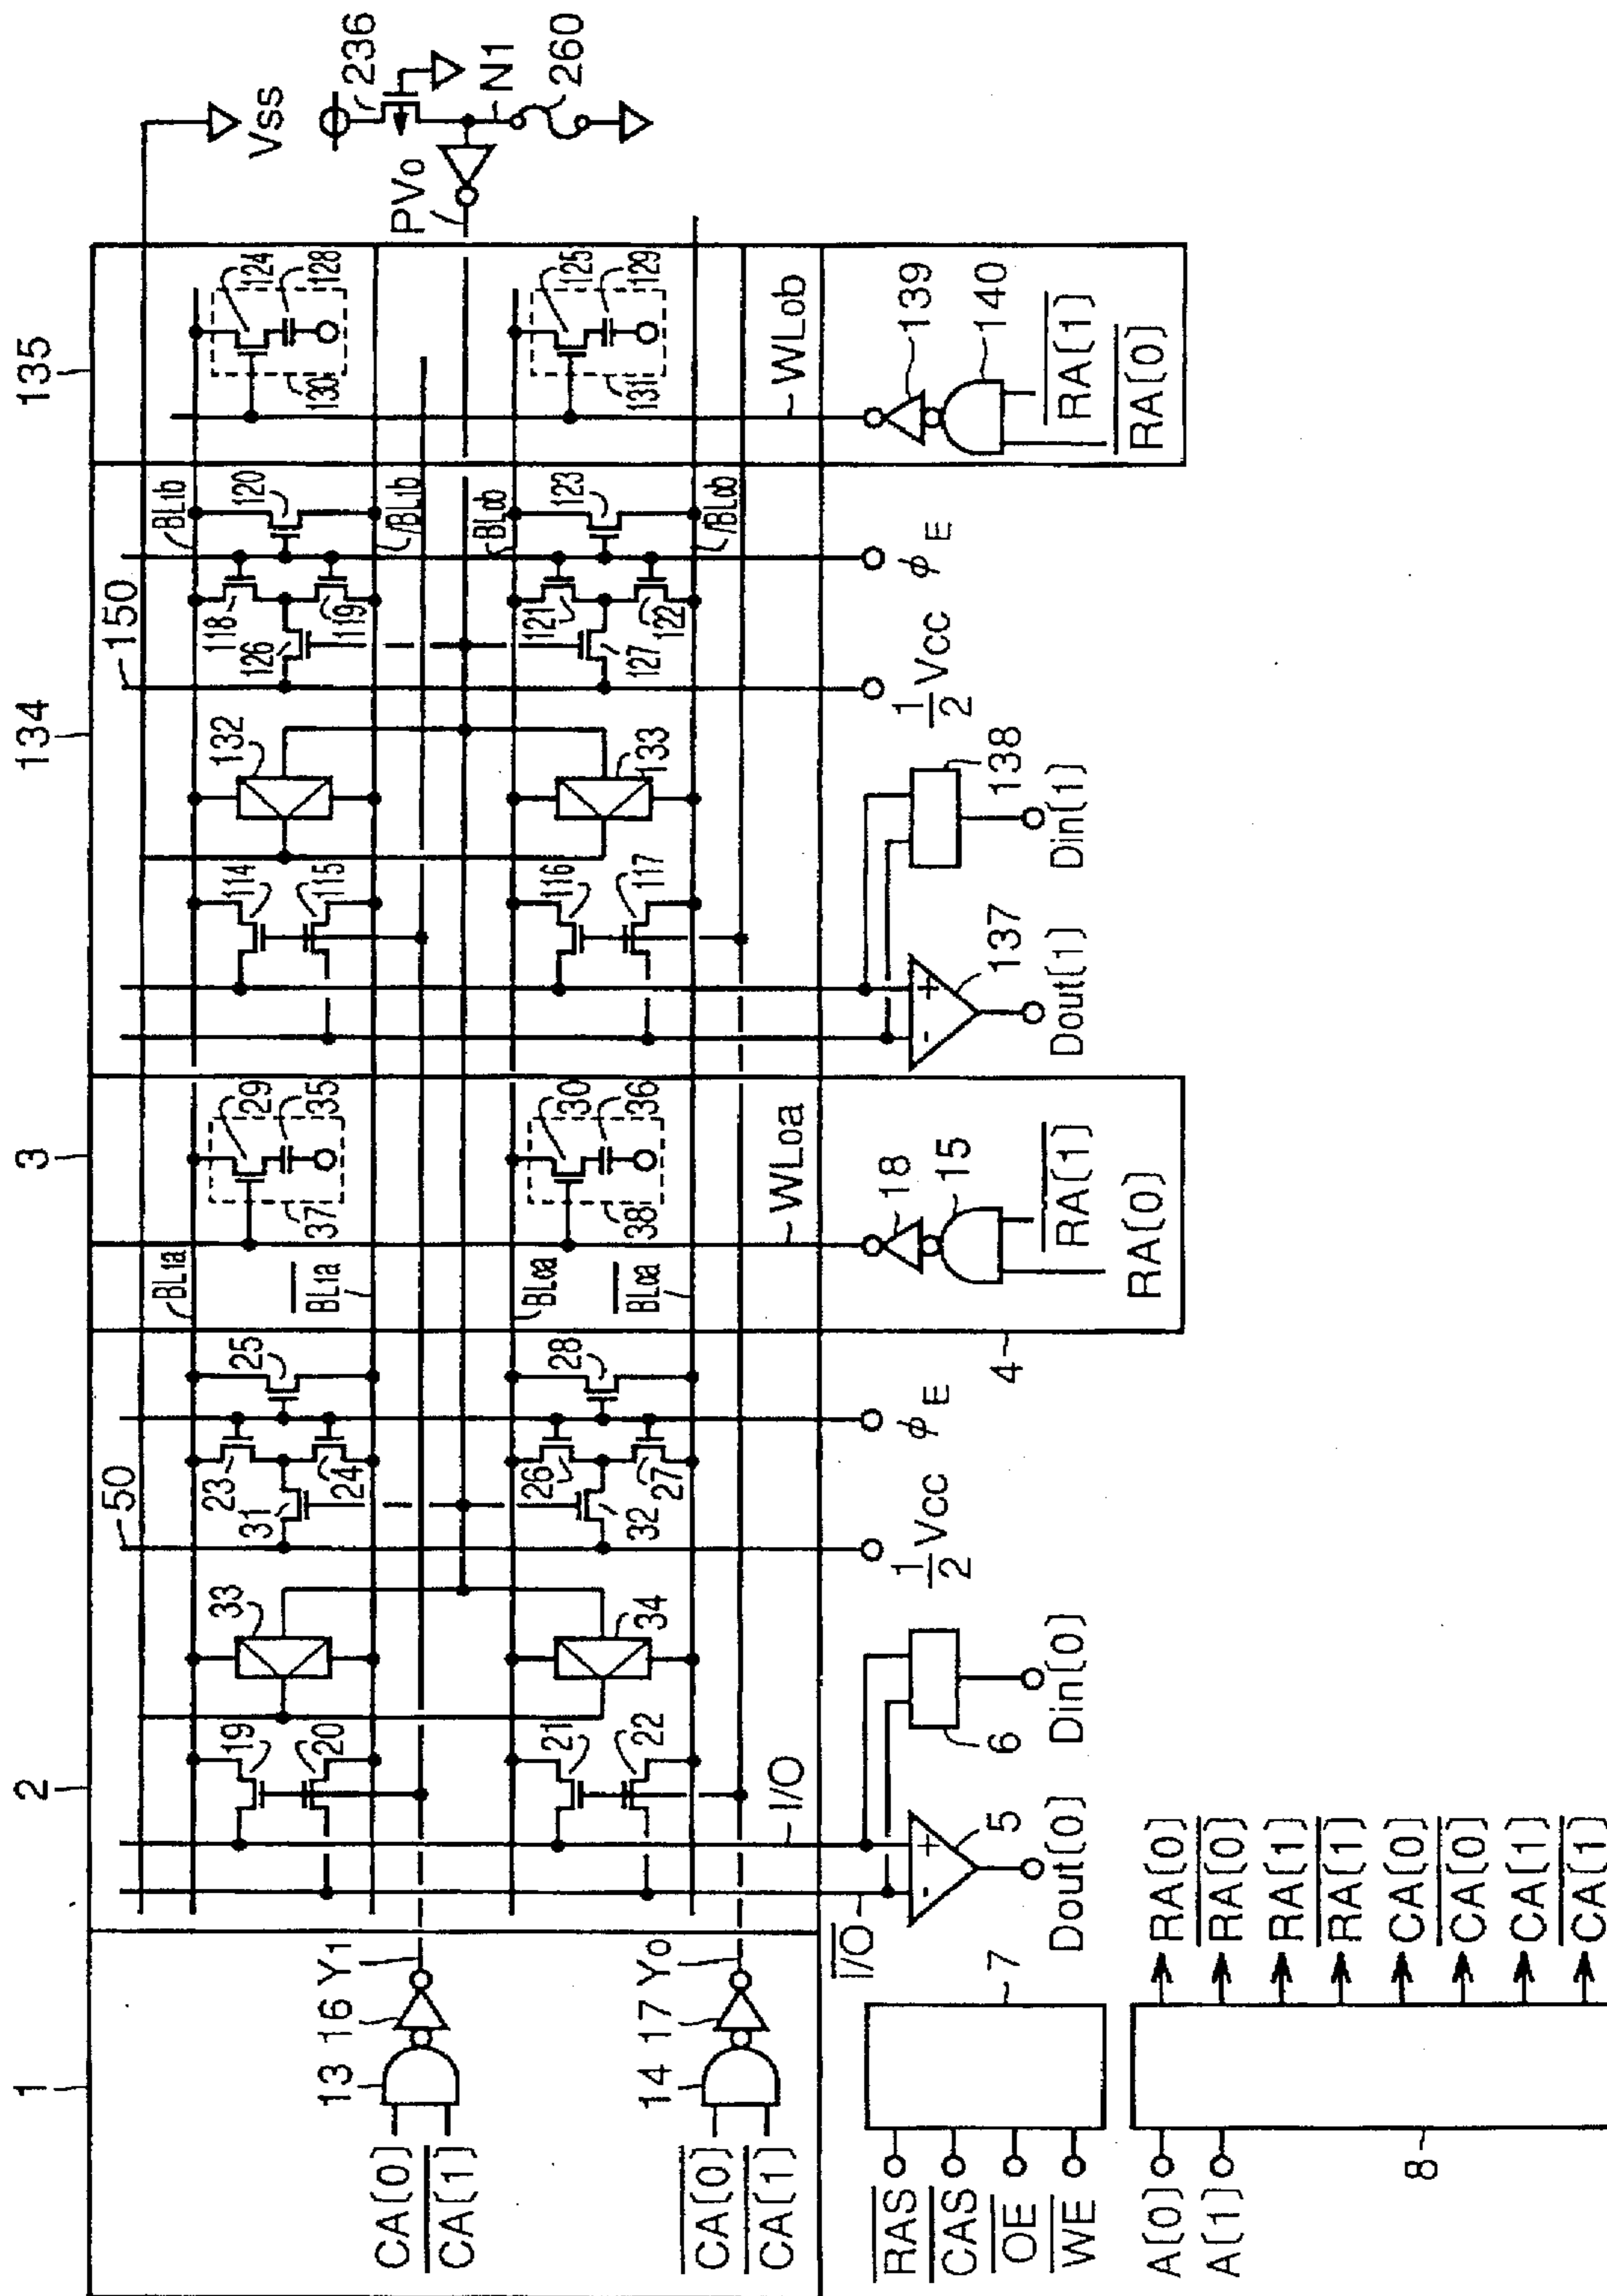 1
2
3
134
135
50
150
Vss
236
N1
260
PVo
BL1a
BL1a
BLoa
BLoa
BL1b
/BL1b
BLob
/BLob
19
20
21
22
33
34
23
24
25
31
26
27
28
32
29
35
37
30
36
38
114
115
116
117
132
133
118
119
120
126
121
122
123
127
124
128
130
125
129
131
CA(0)
CA(1)
13
16
Y1
CA(0)
CA(1)
14
17
Yo
I/O
I/O
WLoa
WLob
5
Dout(0)
6
Din(0)
1/2 Vcc
φE
4
18
15
RA(1)
RA(0)
137
Dout(1)
138
Din(1)
1/2 Vcc
φE
139
140
RA(1)
RA(0)
RAS
CAS
OE
WE
7
A(0)
A(1)
8
RA(0)
RA(0)
RA(1)
RA(1)
CA(0)
CA(0)
CA(1)
CA(1)